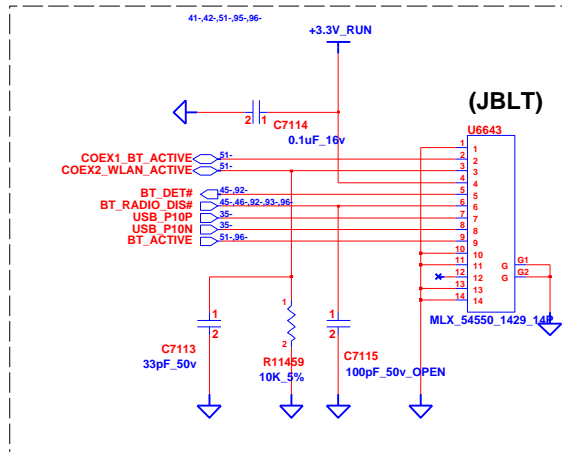 41-,42-,51-,95-,96-
+3.3V_RUN
(JBLT)
2 1 C7114
0.1uF_16v
U6643
1 1
COEX1_BT_ACTIVE 51- 2 2
COEX2_WLAN_ACTIVE 51- 3 3
4 4
BT_DET# 45-,92- 5 5
BT_RADIO_DIS# 45-,46-,92-,93-,96- 6 6
USB_P10P 35- 7 7
USB_P10N 35- 8 8
BT_ACTIVE 51-,96- 9 9
10 10
11 11 G G1
12 12 G G2
13 13
14 14
MLX_54550_1429_14P
1 2
C7113
33pF_50v
1 2
R11459
10K_5%
1 2
C7115
100pF_50v_OPEN